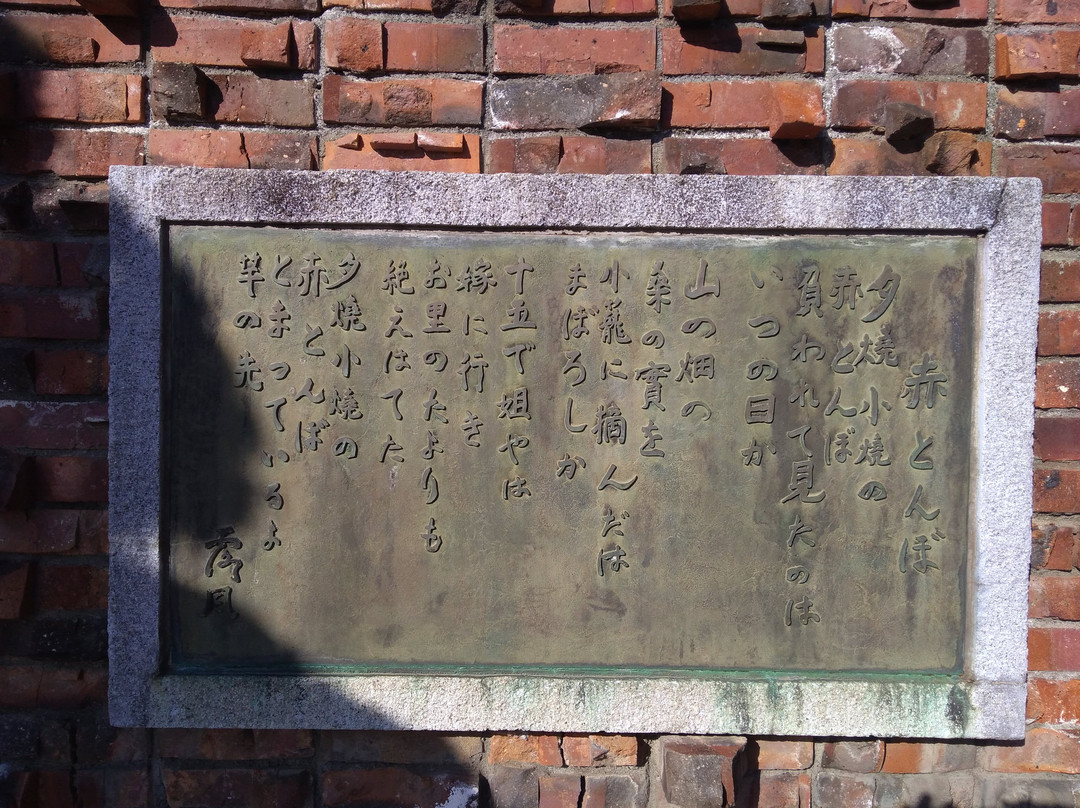 赤とんぼ
夕燒小燒の
赤とんぼ
負われて見たのは
いつの日か
山の畑の
桑の實を
小籠に摘んだは
まぼろしか
十五で姐やは
嫁に行き
お里のたよりも
絶えはてた
夕燒小燒の
赤とんぼ
とまっているよ
竿の先
露風